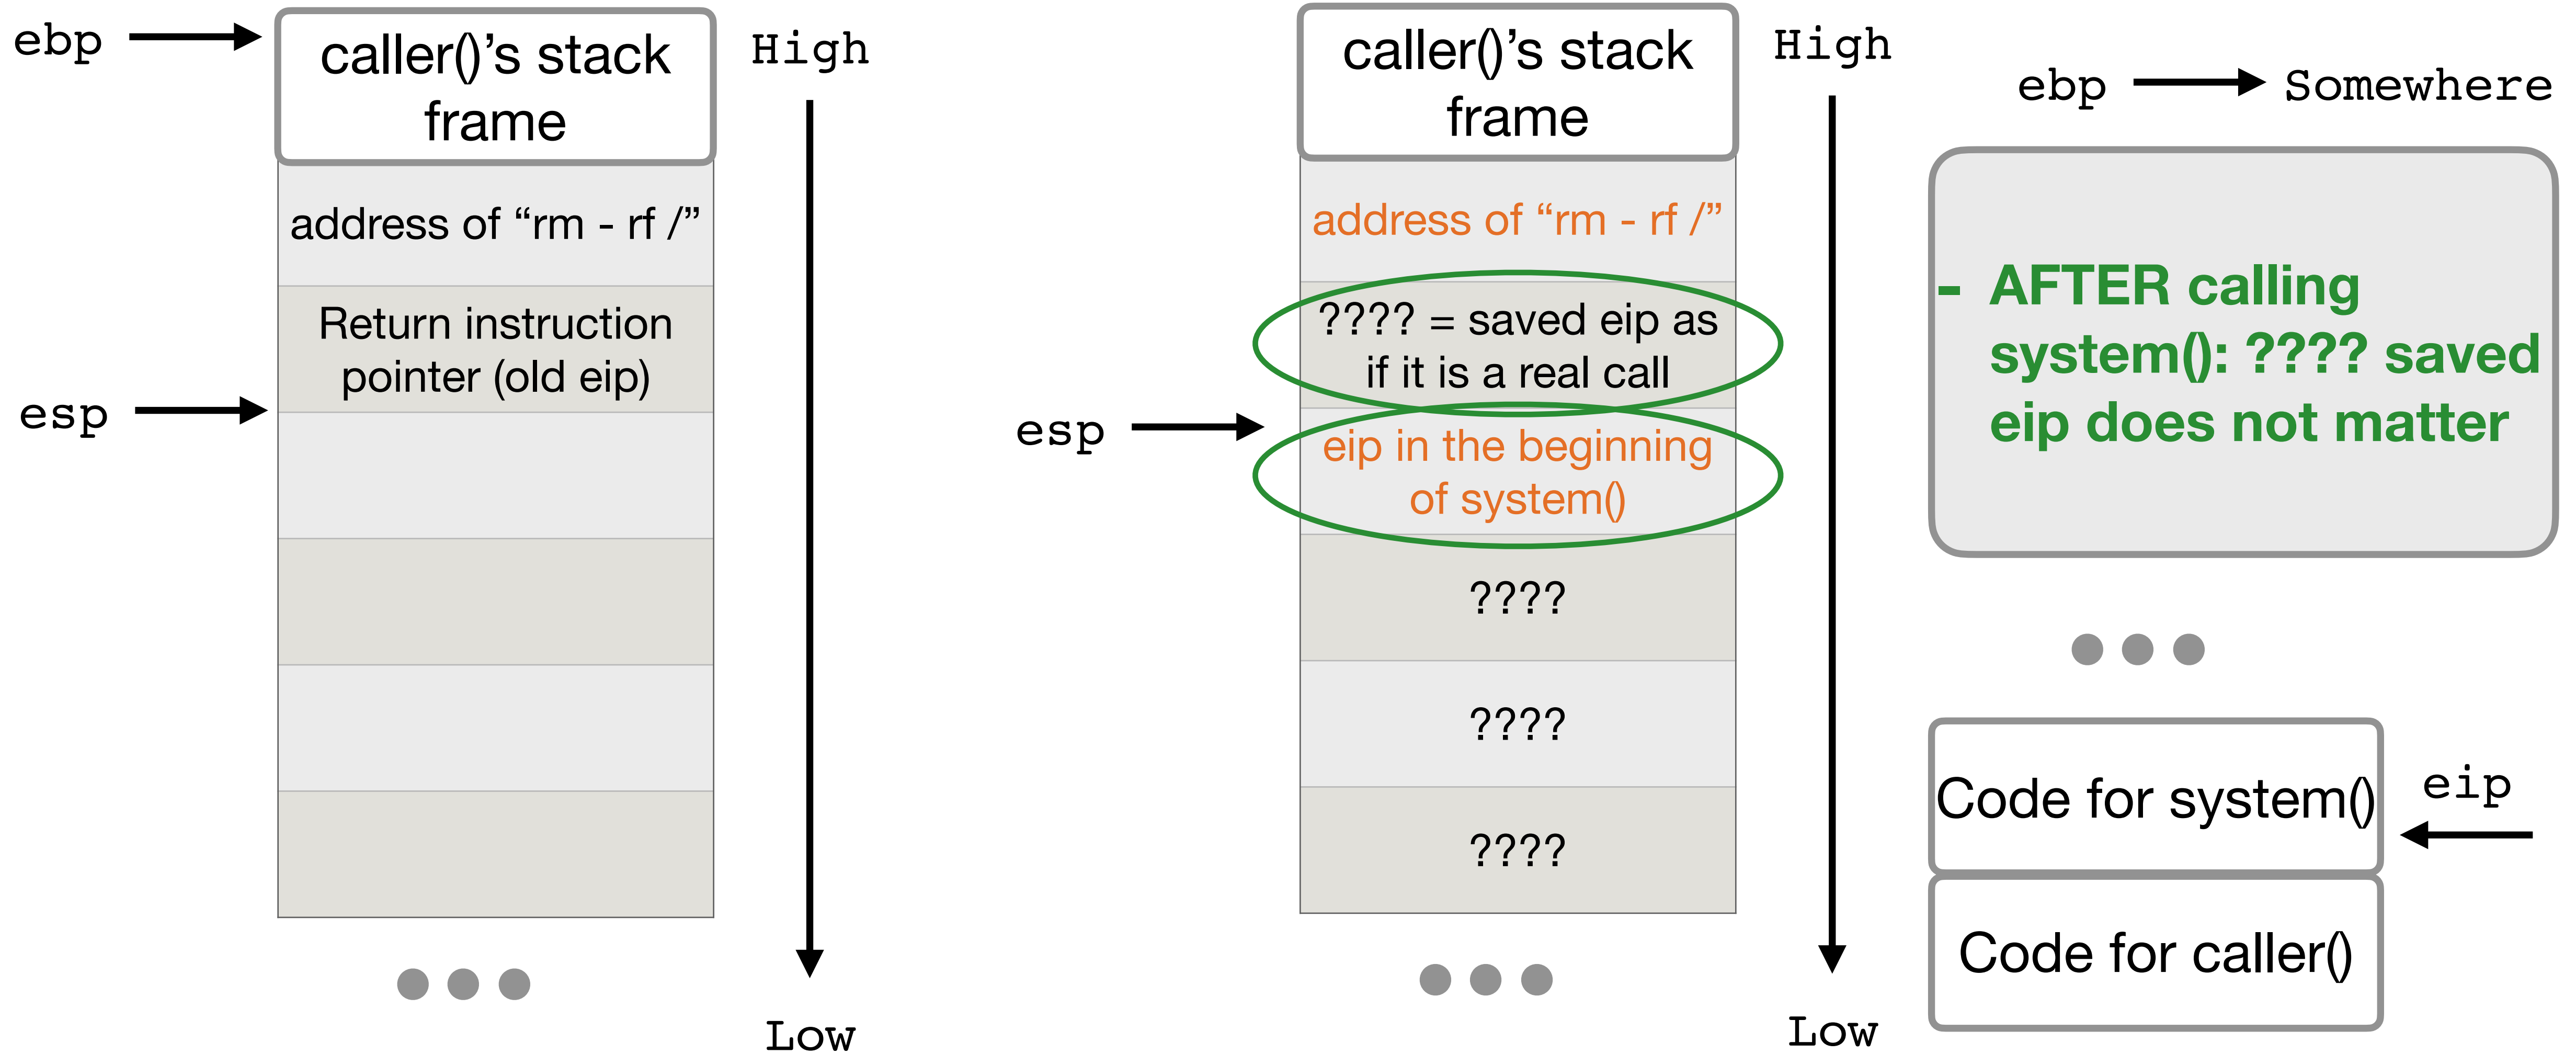 ebp
caller()’s stack
frame
High
address of “rm - rf /”
Return instruction
pointer (old eip)
esp
Low
caller()’s stack
frame
High
address of “rm - rf /”
???? = saved eip as
if it is a real call
esp
eip in the beginning
of system()
????
????
????
Low
ebp
Somewhere
- AFTER calling
system(): ???? saved
eip does not matter
Code for system()
eip
Code for caller()